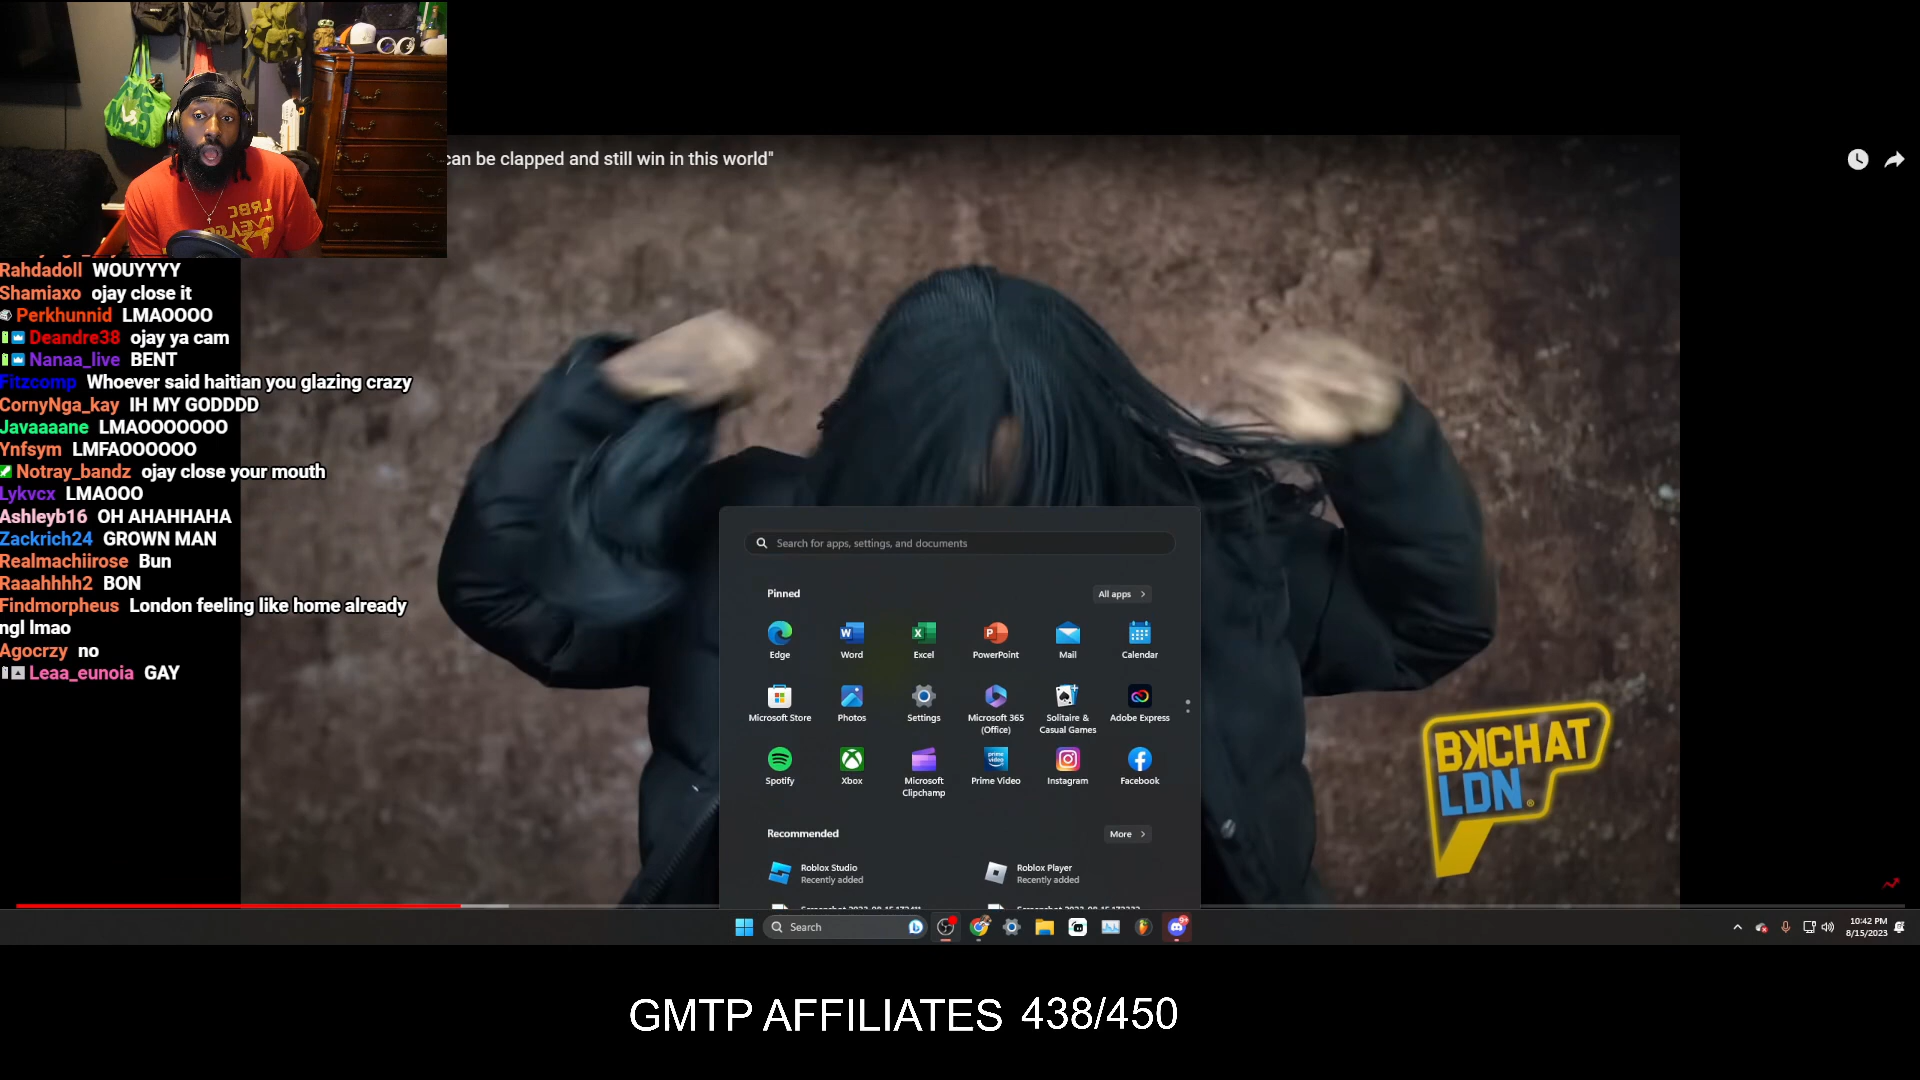 can be clapped and still win in this world"
Rahdadoll WOUYYYY
Shamiaxo ojay close it
Perkhunnid LMAOOOO
Deandre38 ojay ya cam
Nanaa_live BENT
Fitzcomp Whoever said haitian you glazing crazy
CornyNga_kay IH MY GODDDD
Javaaaane LMAOOOOOOO
Ynfsym LMFAOOOOOO
Notray_bandz ojay close your mouth
Lykvcx LMAOOO
Ashleyb16 OH AHAHHAHA
Zackrich24 GROWN MAN
Realmachiirose Bun
Raaahhhh2 BON
Findmorpheus London feeling like home already
ngl lmao
Agocrzy no
Leaa_eunoia GAY
Search for apps, settings, and documents
Pinned
All apps
Edge Word Excel PowerPoint Mail Calendar
Microsoft Store Photos Settings Microsoft 365 (Office) Solitaire & Casual Games Adobe Express
Spotify Xbox Microsoft Clipchamp Prime Video Instagram Facebook
Recommended
More
Roblox Studio
Recently added
Roblox Player
Recently added
BKCHAT
LDN.
Search
10:42 PM
8/15/2023
GMTP AFFILIATES 438/450